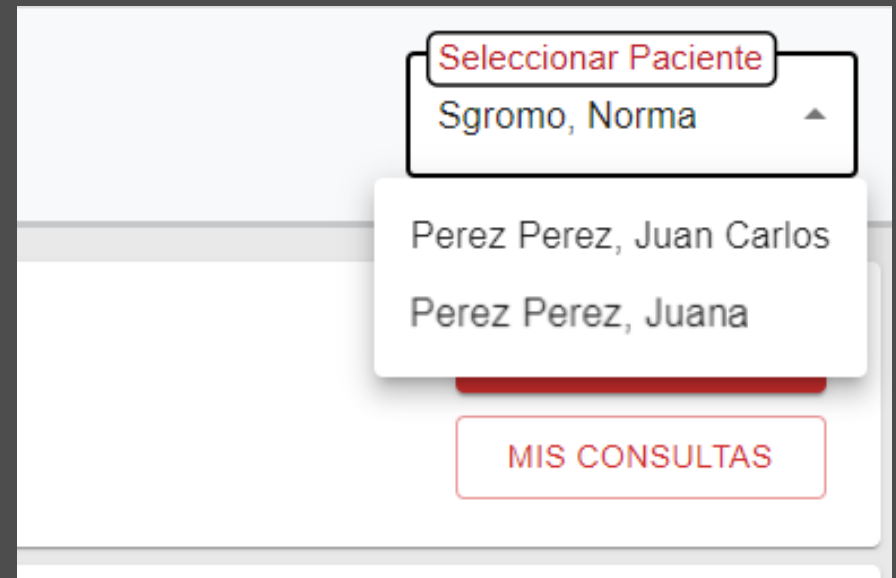 Seleccionar Paciente
Sgromo, Norma
Perez Perez, Juan Carlos
Perez Perez, Juana
MIS CONSULTAS